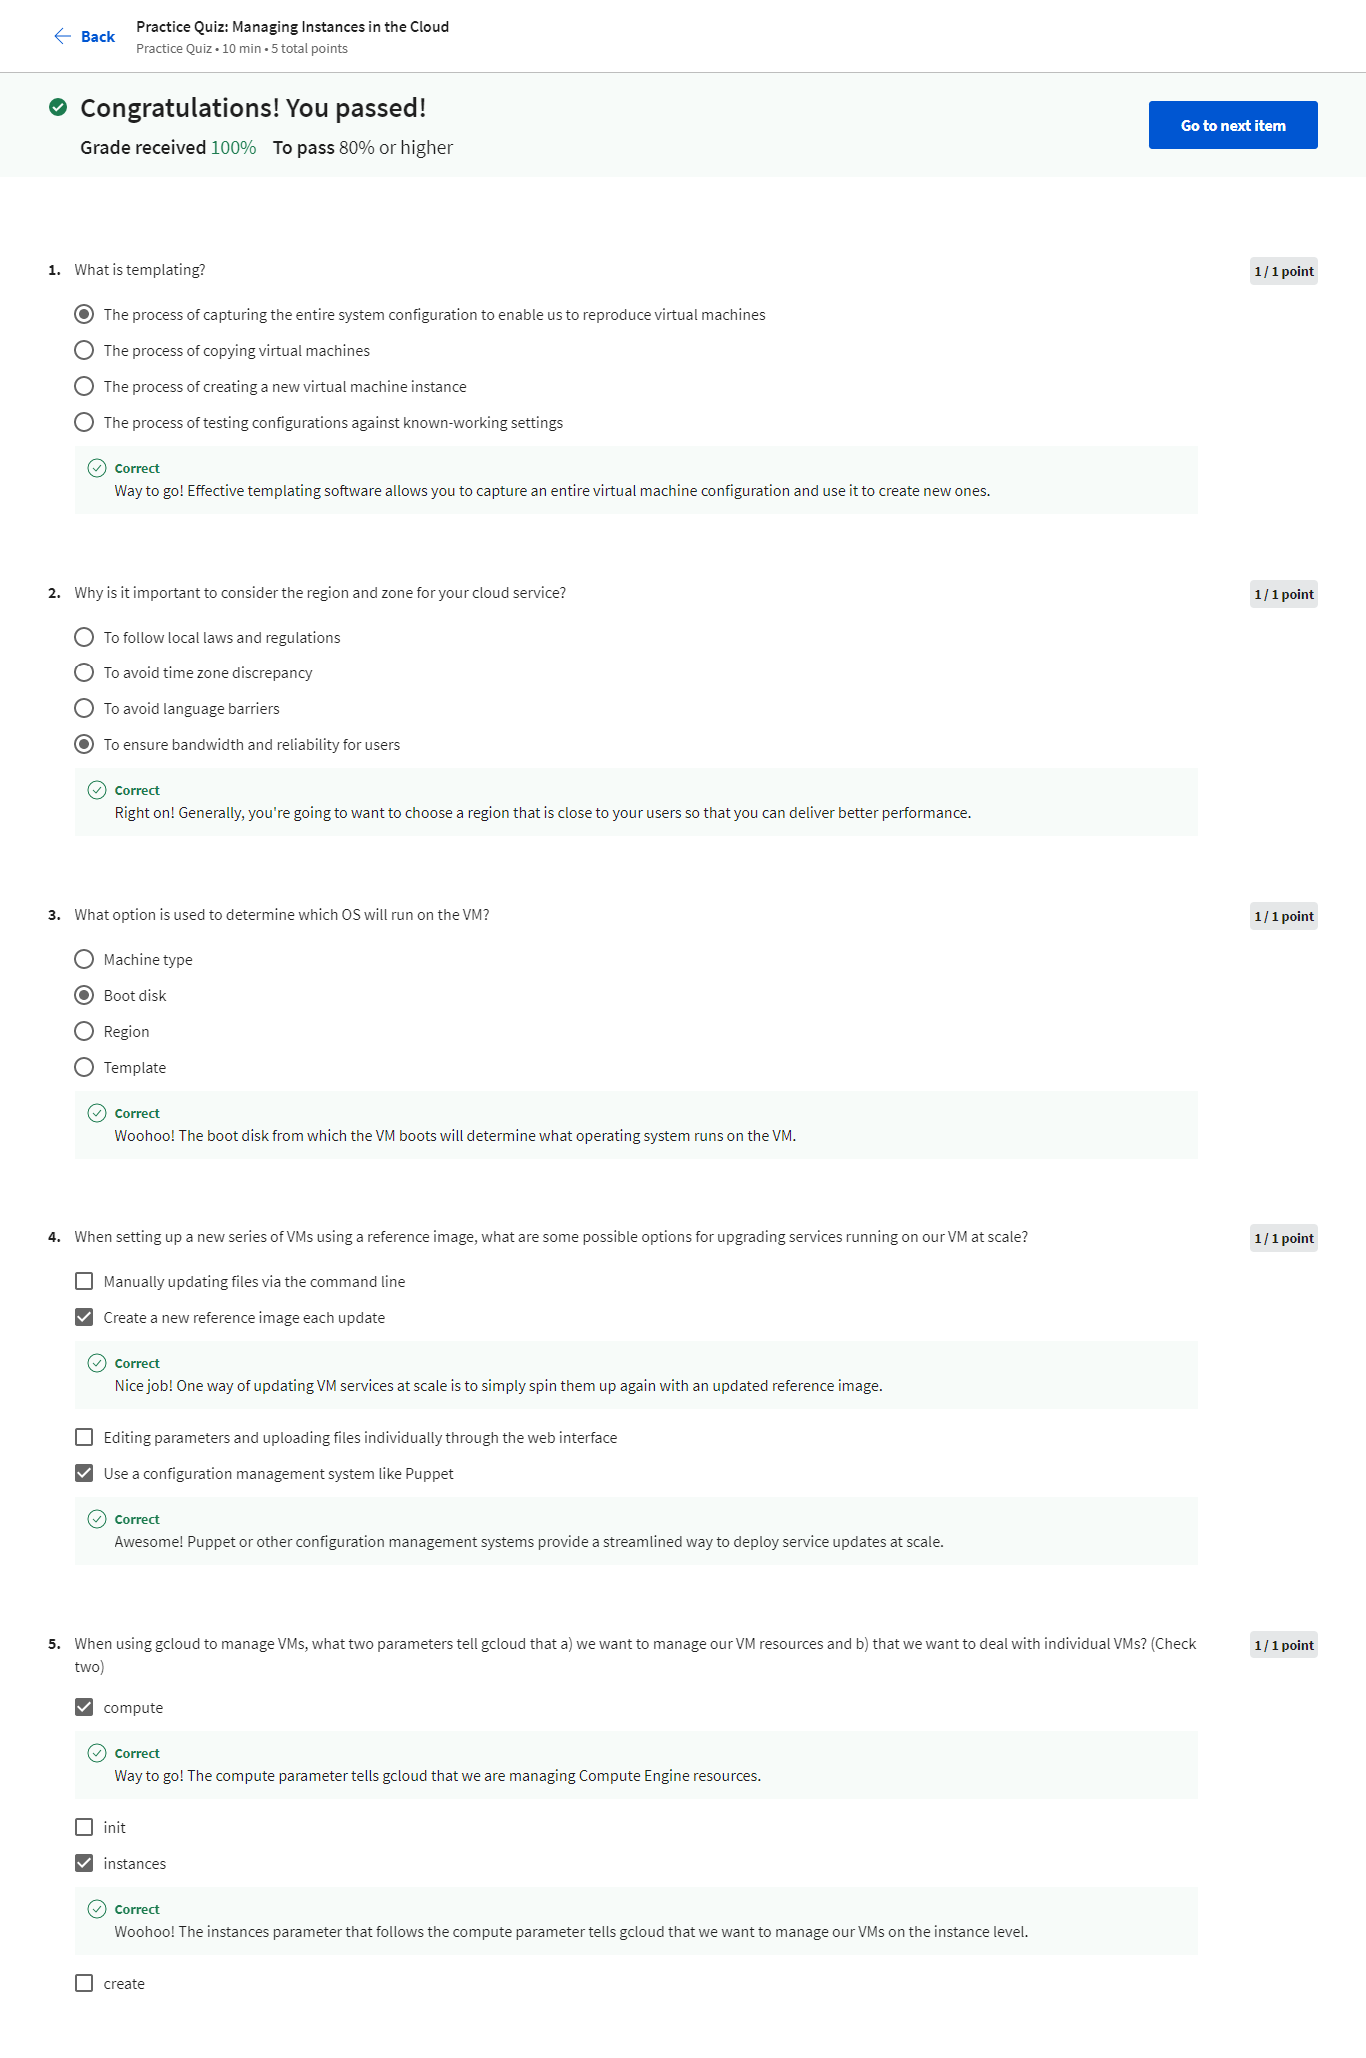 Back
Practice Quiz: Managing Instances in the Cloud
Practice Quiz • 10 min • 5 total points
Congratulations! You passed!
Grade received 100% To pass 80% or higher
Go to next item
1. What is templating?
1 / 1 point
The process of capturing the entire system configuration to enable us to reproduce virtual machines
The process of copying virtual machines
The process of creating a new virtual machine instance
The process of testing configurations against known-working settings
Correct
Way to go! Effective templating software allows you to capture an entire virtual machine configuration and use it to create new ones.
2. Why is it important to consider the region and zone for your cloud service?
1 / 1 point
To follow local laws and regulations
To avoid time zone discrepancy
To avoid language barriers
To ensure bandwidth and reliability for users
Correct
Right on! Generally, you're going to want to choose a region that is close to your users so that you can deliver better performance.
3. What option is used to determine which OS will run on the VM?
1 / 1 point
Machine type
Boot disk
Region
Template
Correct
Woohoo! The boot disk from which the VM boots will determine what operating system runs on the VM.
4. When setting up a new series of VMs using a reference image, what are some possible options for upgrading services running on our VM at scale?
1 / 1 point
Manually updating files via the command line
Create a new reference image each update
Correct
Nice job! One way of updating VM services at scale is to simply spin them up again with an updated reference image.
Editing parameters and uploading files individually through the web interface
Use a configuration management system like Puppet
Correct
Awesome! Puppet or other configuration management systems provide a streamlined way to deploy service updates at scale.
5. When using gcloud to manage VMs, what two parameters tell gcloud that a) we want to manage our VM resources and b) that we want to deal with individual VMs? (Check
two)
1 / 1 point
compute
Correct
Way to go! The compute parameter tells gcloud that we are managing Compute Engine resources.
init
instances
Correct
Woohoo! The instances parameter that follows the compute parameter tells gcloud that we want to manage our VMs on the instance level.
create